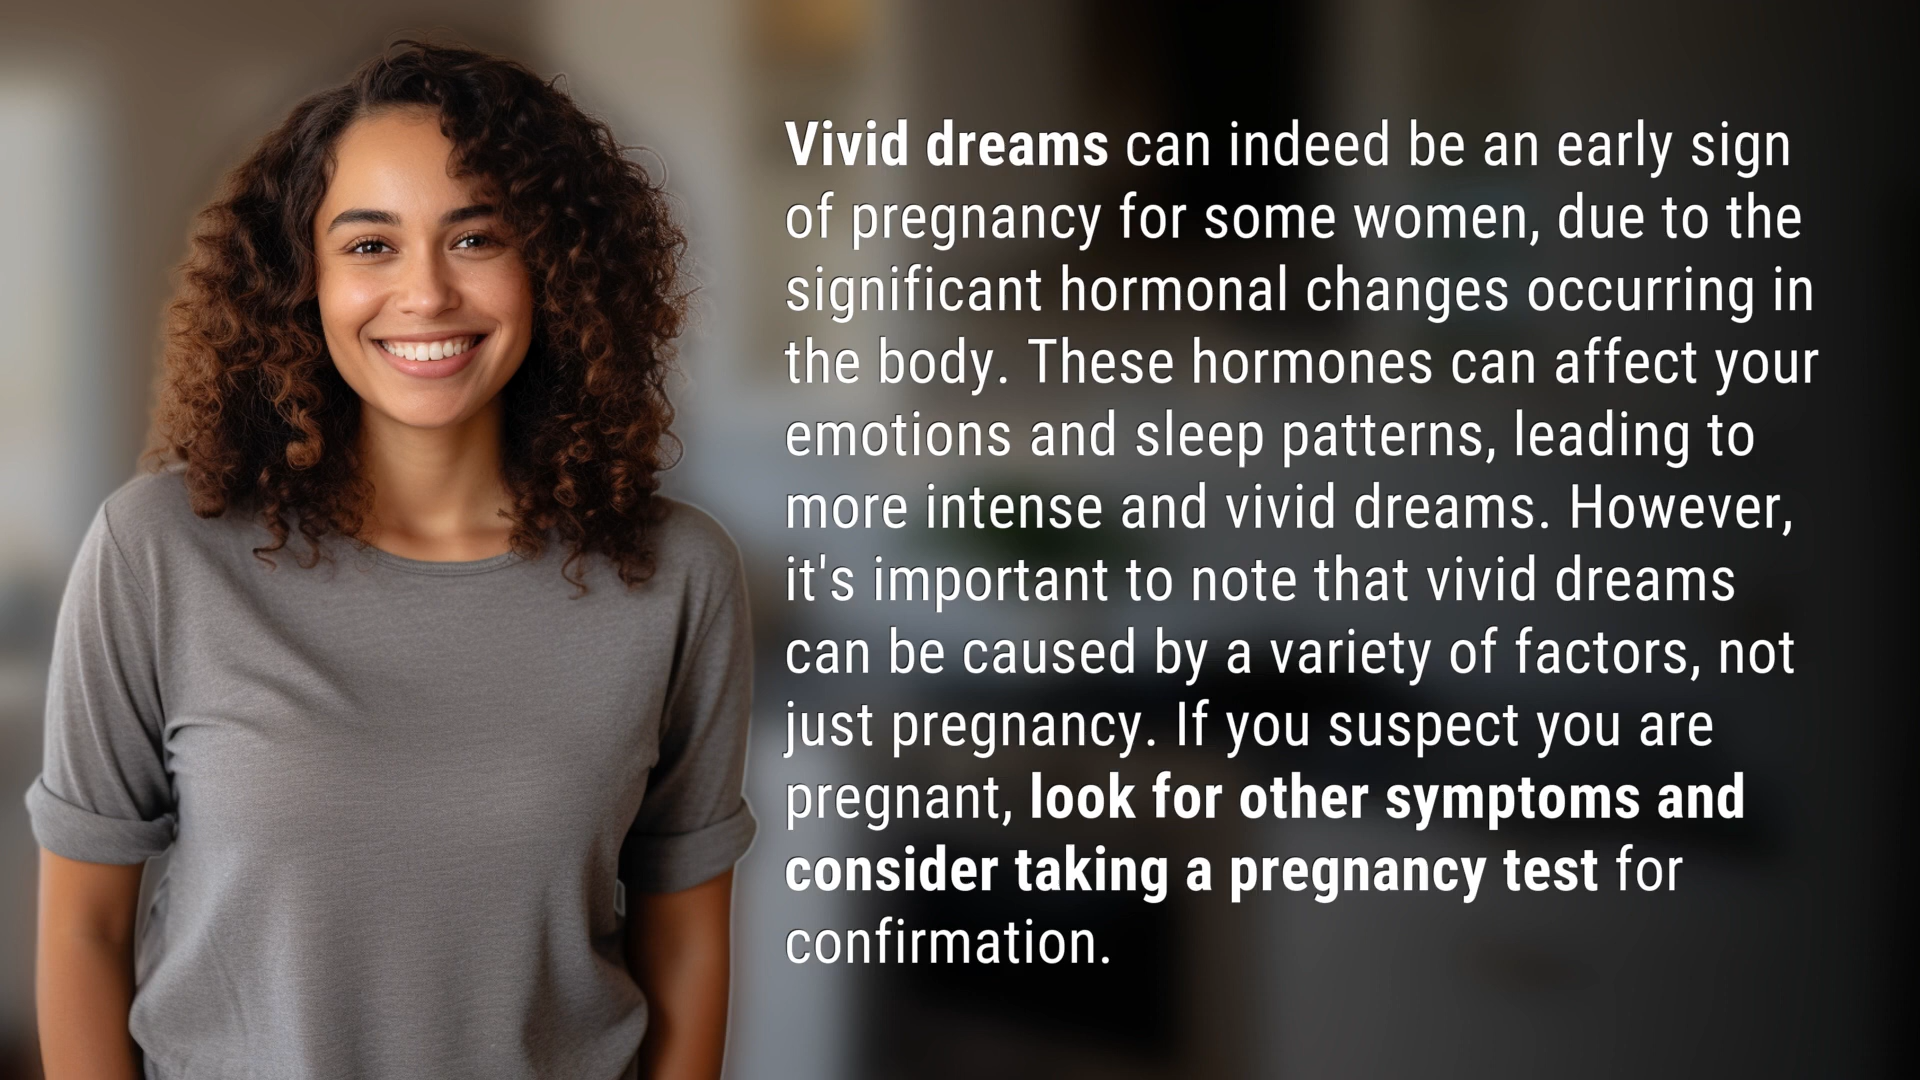 Vivid dreams can indeed be an early sign
of pregnancy for some women, due to the
significant hormonal changes occurring in
the body. These hormones can affect your
emotions and sleep patterns, leading to
more intense and vivid dreams. However,
it's important to note that vivid dreams
can be caused by a variety of factors, not
just pregnancy. If you suspect you are
pregnant, look for other symptoms and
consider taking a pregnancy test for
confirmation.